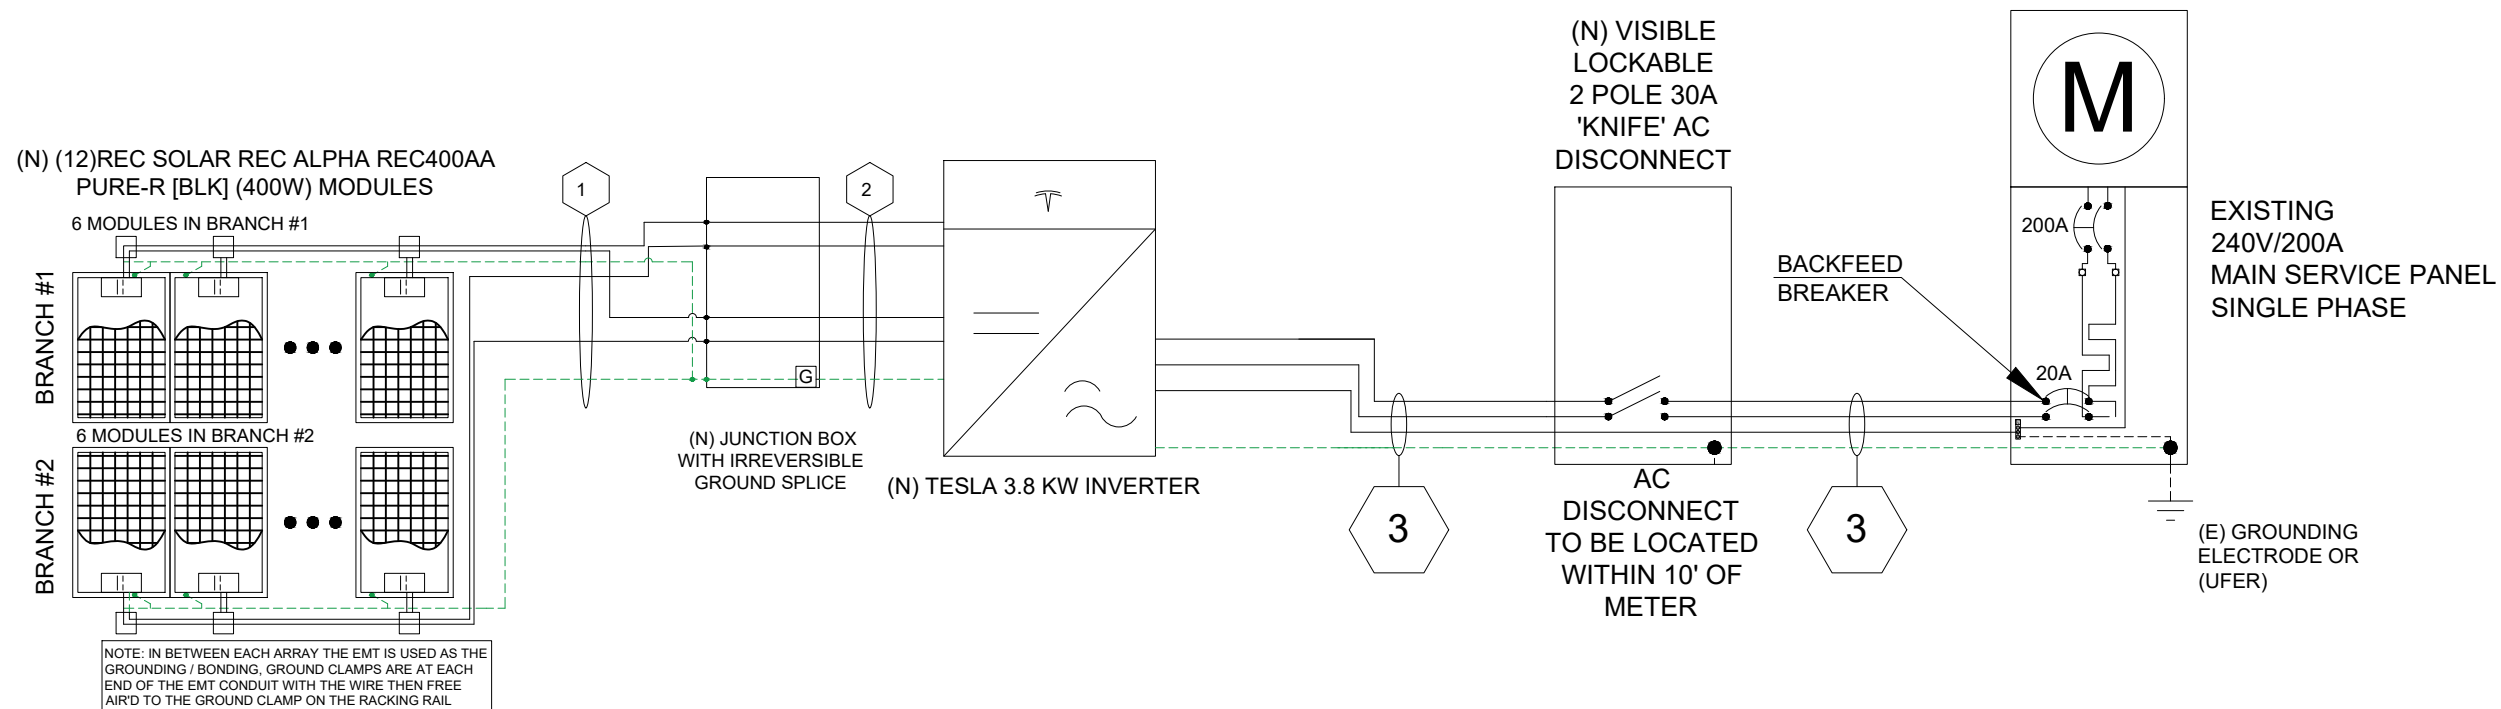 (N) (12)REC SOLAR REC ALPHA REC400AA
PURE-R [BLK] (400W) MODULES
6 MODULES IN BRANCH #1
BRANCH #1
6 MODULES IN BRANCH #2
BRANCH #2
NOTE: IN BETWEEN EACH ARRAY THE EMT IS USED AS THE
GROUNDING / BONDING, GROUND CLAMPS ARE AT EACH
END OF THE EMT CONDUIT WITH THE WIRE THEN FREE
AIR'D TO THE GROUND CLAMP ON THE RACKING RAIL
1
G
(N) JUNCTION BOX
WITH IRREVERSIBLE
GROUND SPLICE
2
(N) TESLA 3.8 KW INVERTER
3
(N) VISIBLE
LOCKABLE
2 POLE 30A
'KNIFE' AC
DISCONNECT
AC
DISCONNECT
TO BE LOCATED
WITHIN 10' OF
METER
3
BACKFEED
BREAKER
M
200A
20A
EXISTING
240V/200A
MAIN SERVICE PANEL
SINGLE PHASE
(E) GROUNDING
ELECTRODE OR
(UFER)